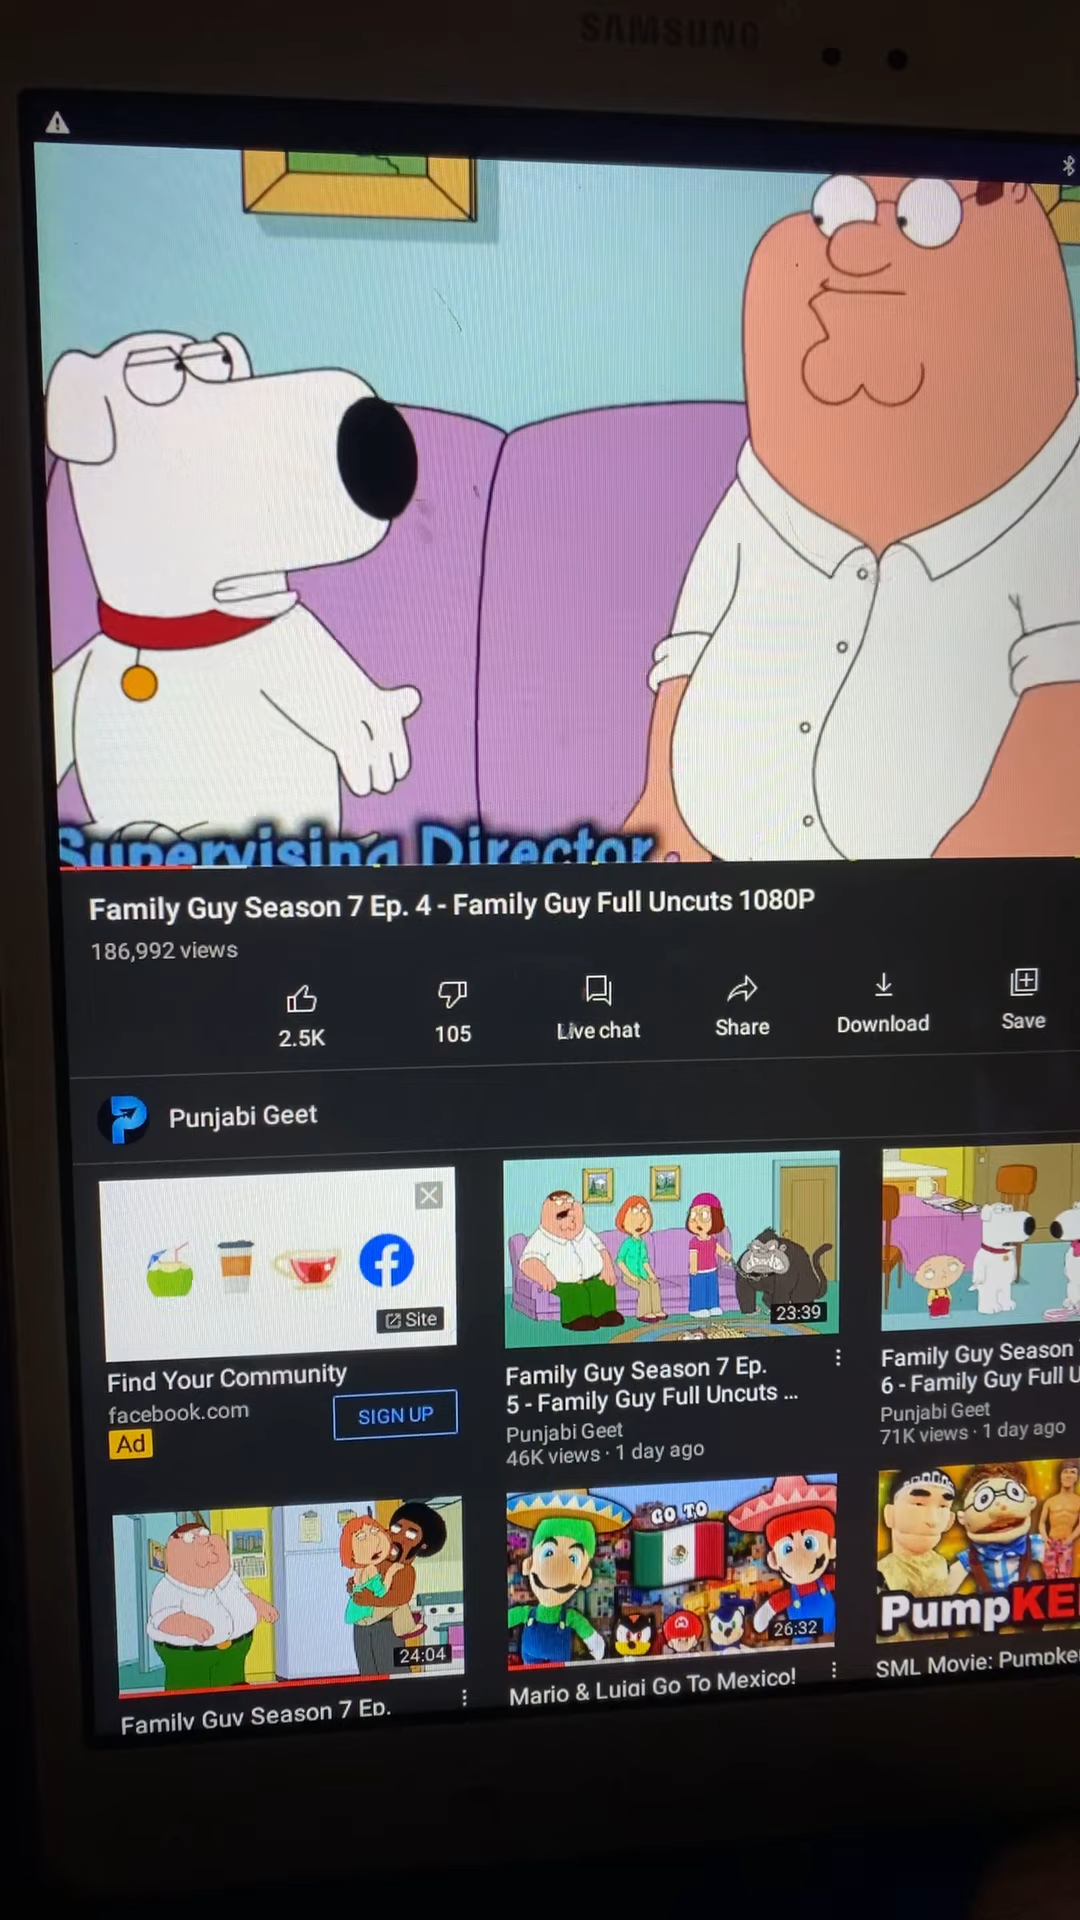 SAMSUNG
Supervising Director
Family Guy Season 7 Ep. 4 - Family Guy Full Uncuts 1080P
186,992 views
2.5K
105
Live chat
Share
Download
Save
Punjabi Geet
Site
Find Your Community
facebook.com
SIGN UP
Ad
23:39
Family Guy Season 7 Ep.
5 - Family Guy Full Uncuts ...
Punjabi Geet
46K views · 1 day ago
Family Guy Season
6 - Family Guy Full U
Punjabi Geet
71K views · 1 day ago
24:04
Family Guy Season 7 Ep.
GO TO
26:32
Mario & Luigi Go To Mexico!
PumpKE
SML Movie: Pumpke